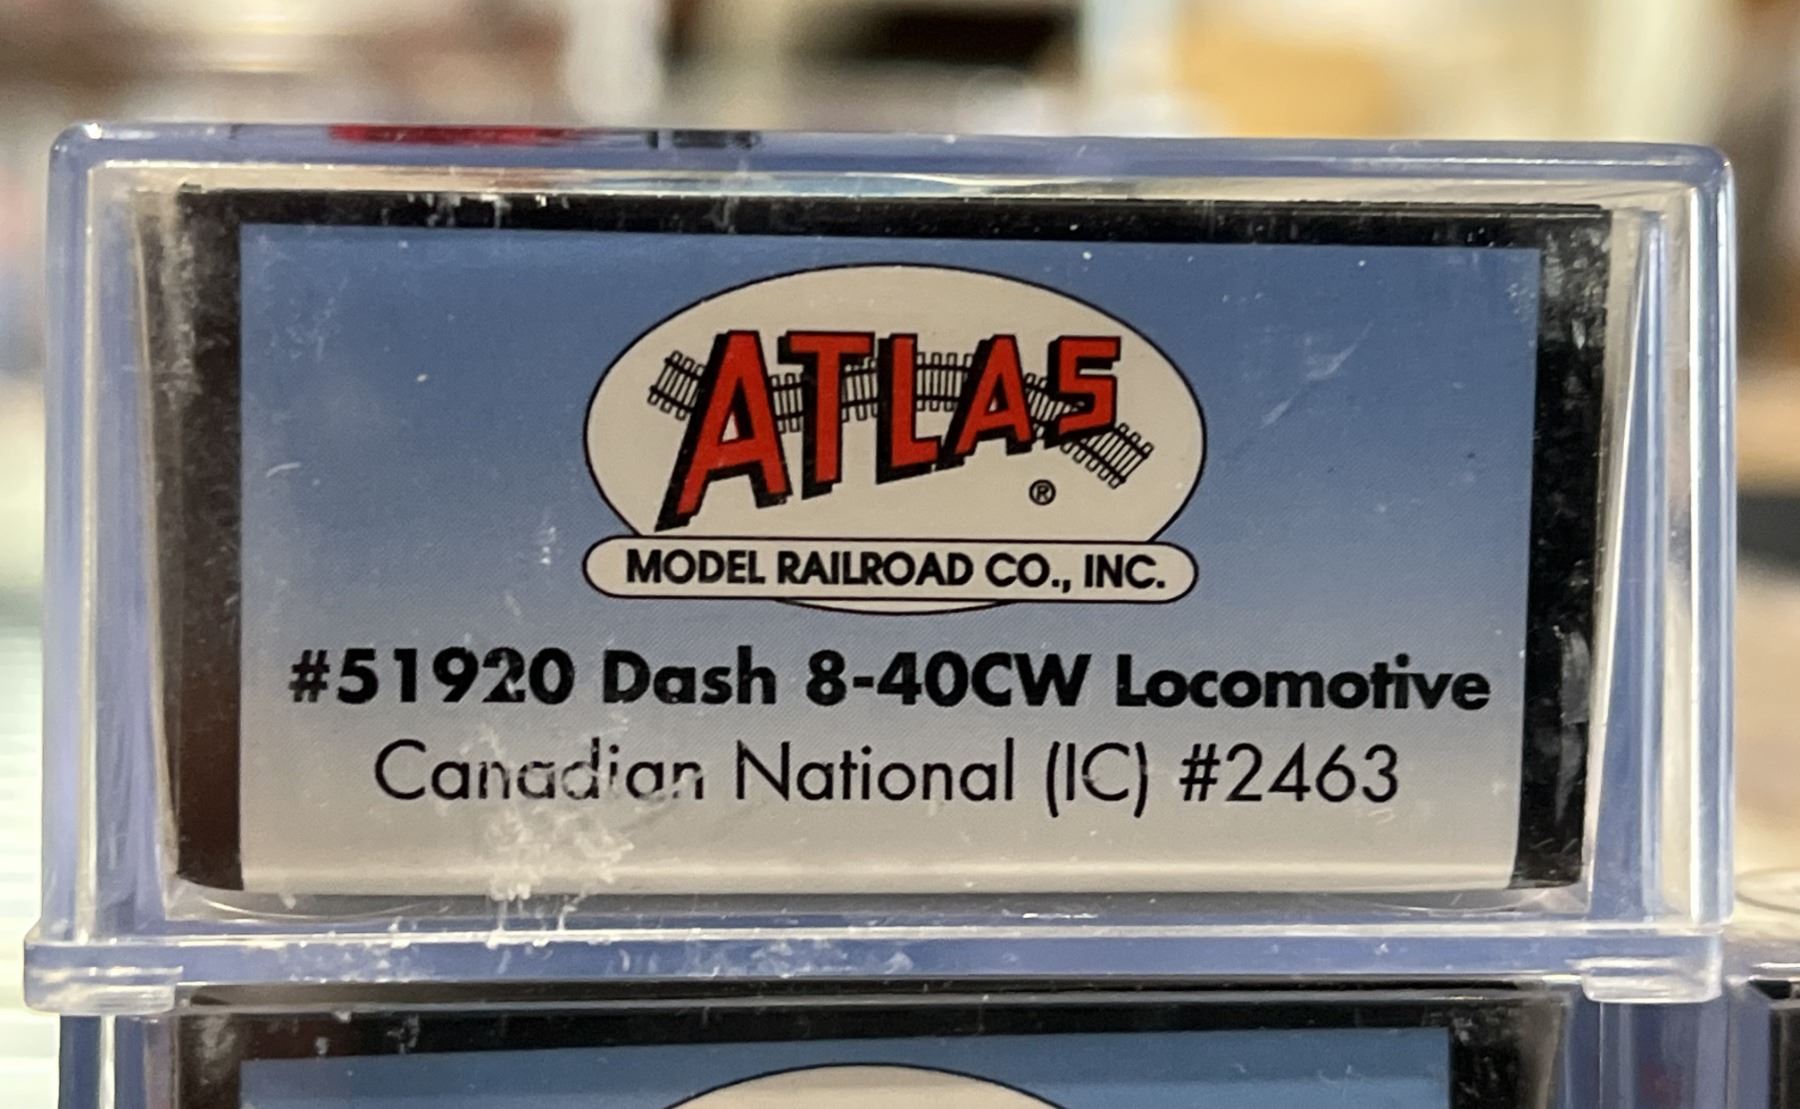 ATLAS
®
MODEL RAILROAD CO., INC.
#51920 Dash 8-40CW Locomotive
Canadian National (IC) #2463